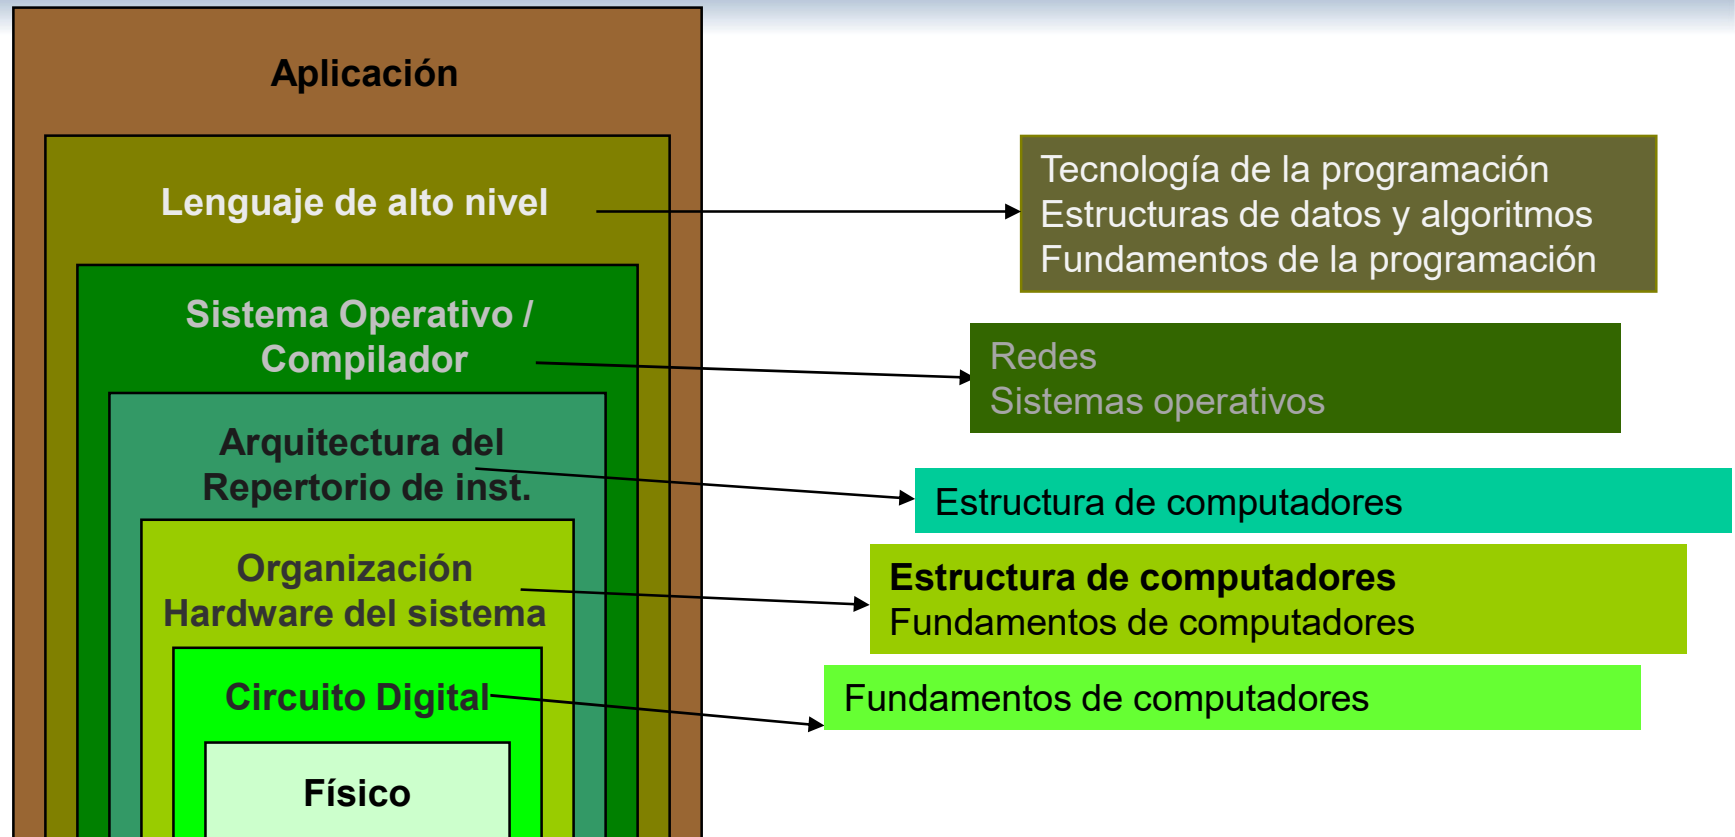 Aplicación
Lenguaje de alto nivel
Sistema Operativo /
Compilador
Arquitectura del
Repertorio de inst.
Organización
Hardware del sistema
Circuito Digital
Físico
Tecnología de la programación
Estructuras de datos y algoritmos
Fundamentos de la programación
Redes
Sistemas operativos
Estructura de computadores
Estructura de computadores
Fundamentos de computadores
Fundamentos de computadores